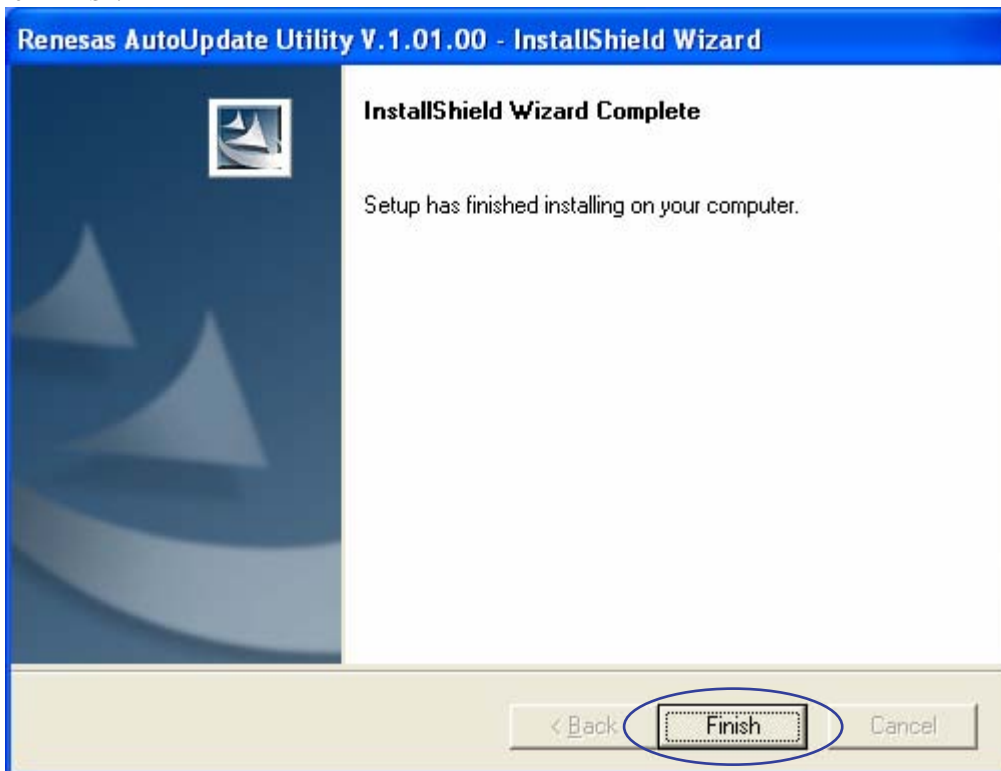 Renesas AutoUpdate Utility V.1.01.00 - InstallShield Wizard
InstallShield Wizard Complete
Setup has finished installing on your computer.
< Back Finish Cancel